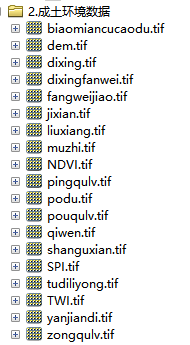 2.成土环境数据
biaomiancucaodu.tif
dem.tif
dixing.tif
dixingfanwei.tif
fangweijiao.tif
jixian.tif
liuxiang.tif
muzhi.tif
NDVI.tif
pingqulv.tif
podu.tif
pouqulv.tif
qiwen.tif
shanguxian.tif
SPI.tif
tudiliyong.tif
TWI.tif
yanjiandi.tif
zongqulv.tif